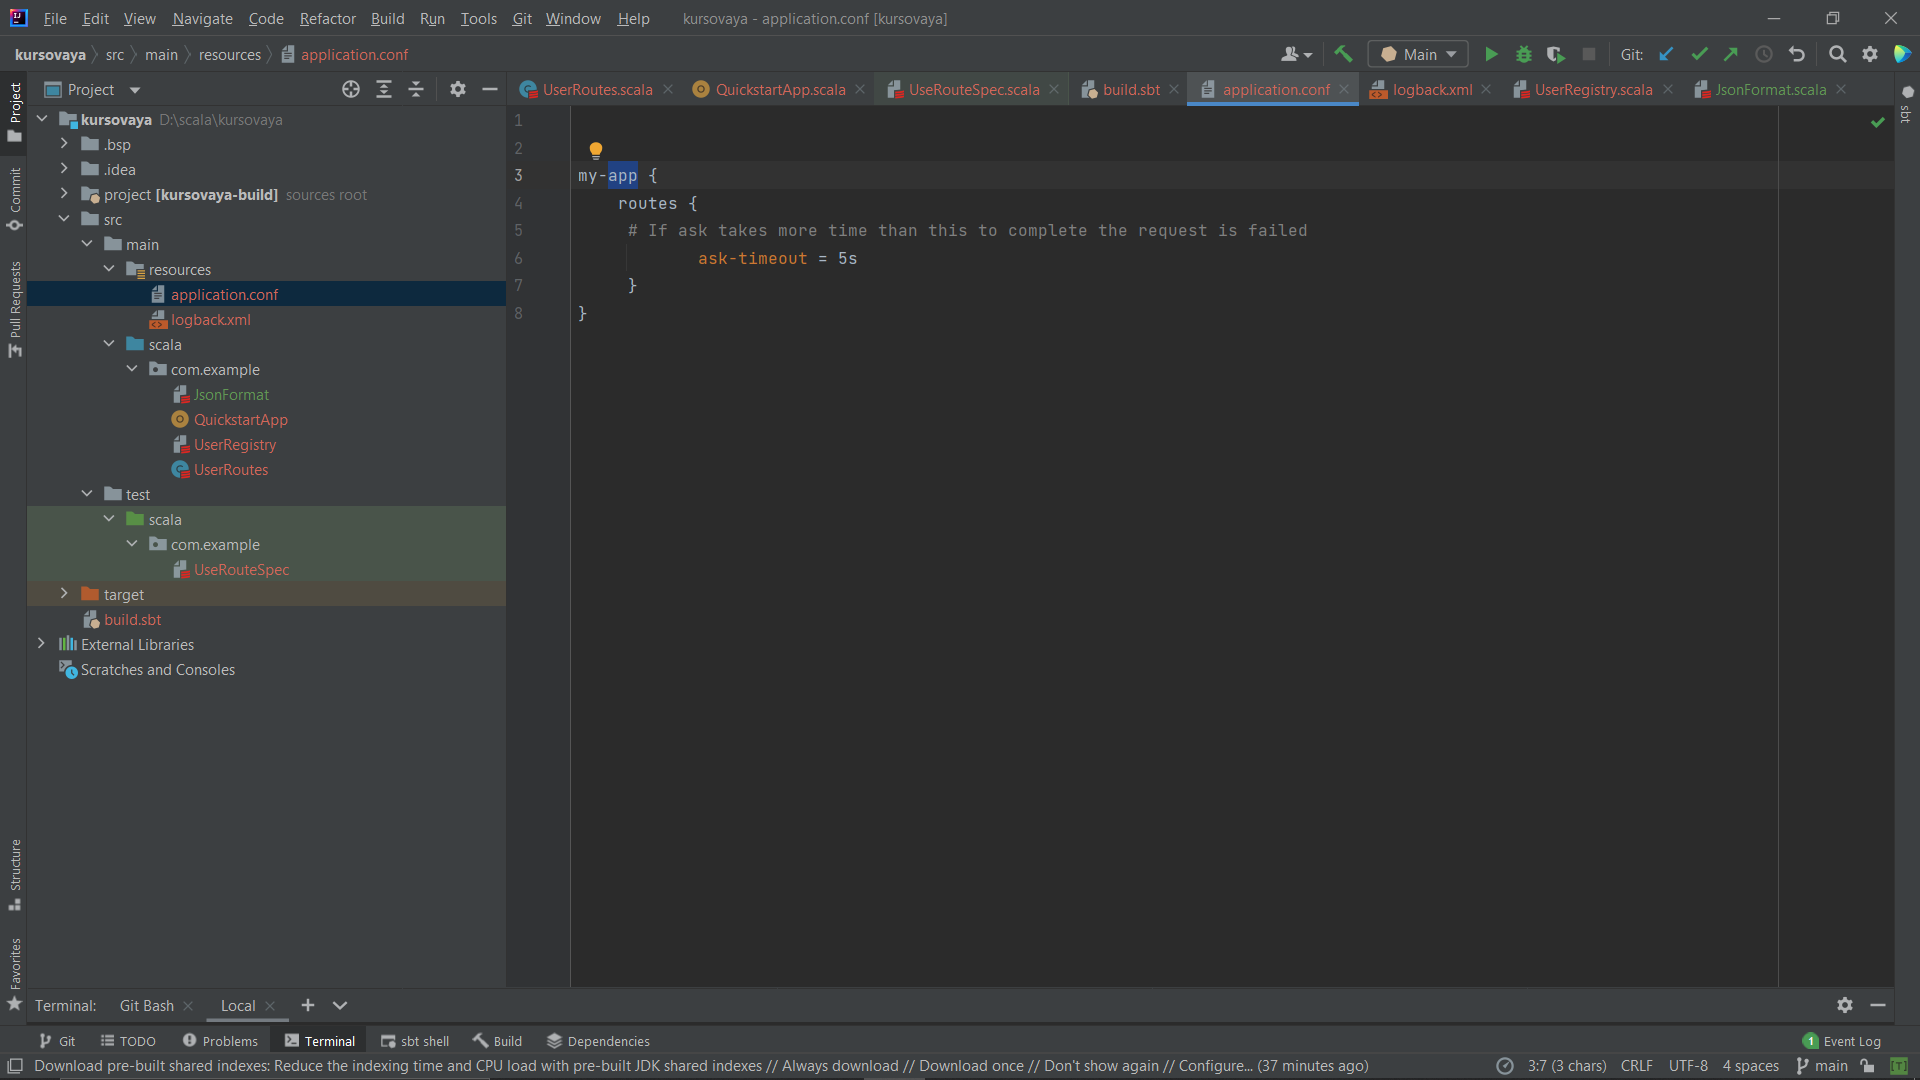 File Edit View Navigate Code Refactor Build Run Tools Git Window Help kursovaya - application.conf [kursovaya]
kursovaya src main resources application.conf Main Git:
Project
UserRoutes.scala QuickstartApp.scala UseRouteSpec.scala build.sbt application.conf logback.xml UserRegistry.scala JsonFormat.scala
kursovaya D:\scala\kursovaya
.bsp
.idea
project [kursovaya-build] sources root
src
main
resources
application.conf
logback.xml
scala
com.example
JsonFormat
QuickstartApp
UserRegistry
UserRoutes
test
scala
com.example
UseRouteSpec
target
build.sbt
External Libraries
Scratches and Consoles
1
2
3 my-app {
4 routes {
5 # If ask takes more time than this to complete the request is failed
6 ask-timeout = 5s
7 }
8 }
Project
Commit
Pull Requests
Structure
Favorites
sbt
Terminal: Git Bash Local
Git TODO Problems Terminal sbt shell Build Dependencies 1 Event Log
Download pre-built shared indexes: Reduce the indexing time and CPU load with pre-built JDK shared indexes // Always download // Download once // Don't show again // Configure... (37 minutes ago) 3:7 (3 chars) CRLF UTF-8 4 spaces main [T]